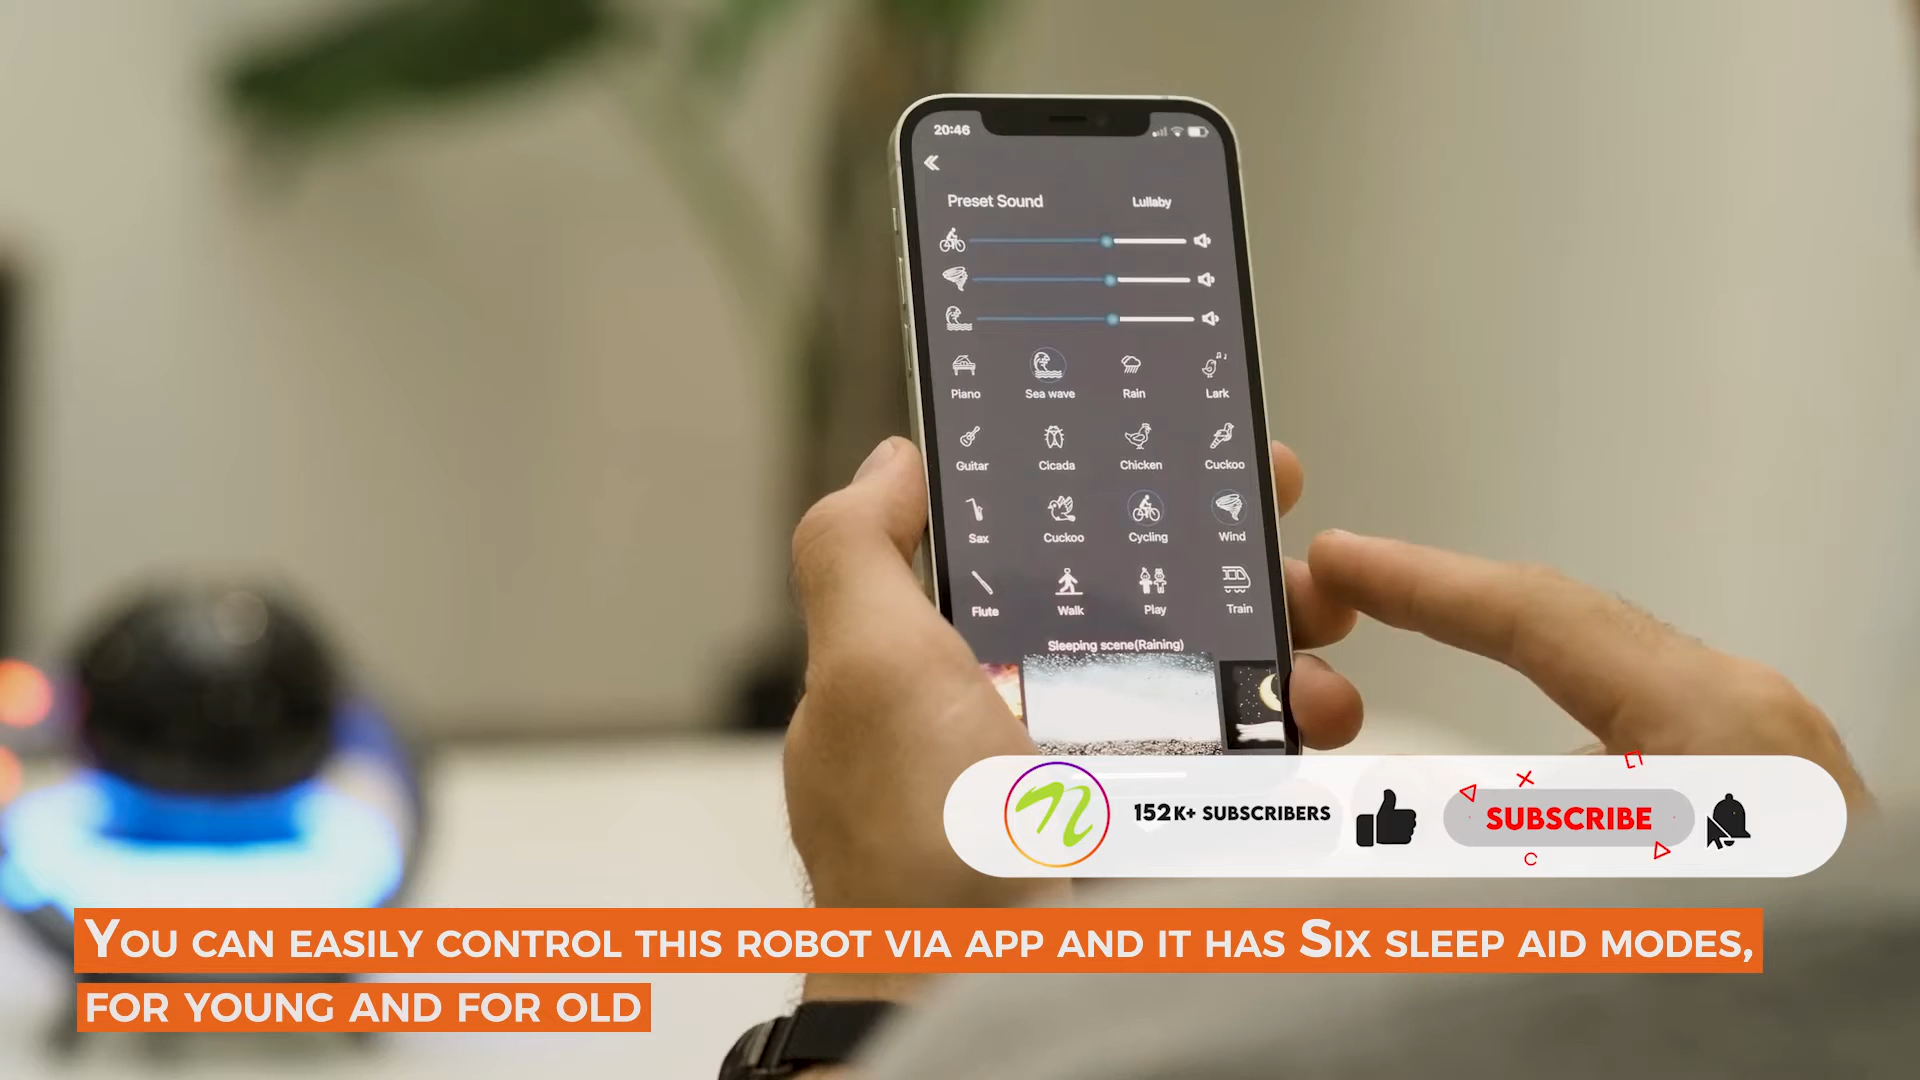 20:46
Preset Sound Lullaby
Piano Sea wave Rain Lark
Guitar Cicada Chicken Cuckoo
Sax Cuckoo Cycling Wind
Flute Walk Play Train
Sleeping scene(Raining)
152K+ SUBSCRIBERS SUBSCRIBE
YOU CAN EASILY CONTROL THIS ROBOT VIA APP AND IT HAS SIX SLEEP AID MODES,
FOR YOUNG AND FOR OLD